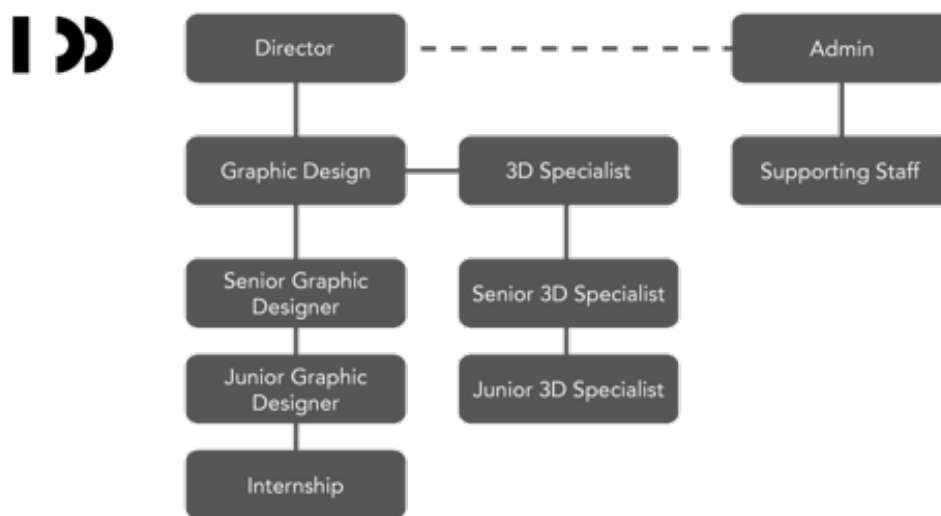 Director
Admin
Graphic Design
3D Specialist
Supporting Staff
Senior Graphic
Designer
Senior 3D Specialist
Junior Graphic
Designer
Junior 3D Specialist
Internship